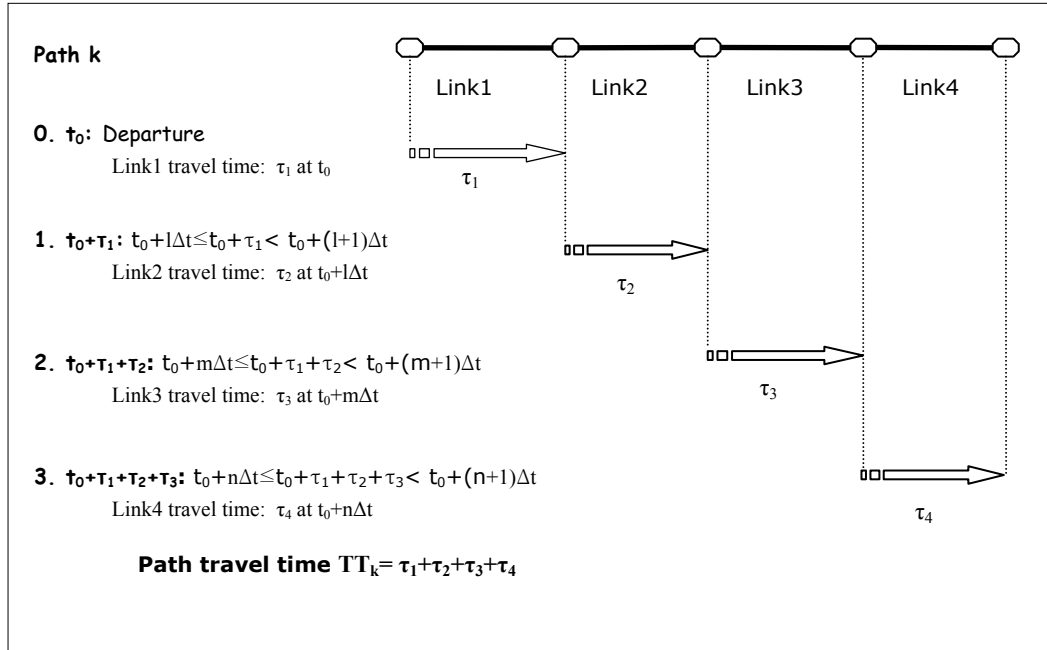 Path k
Link1 Link2 Link3 Link4
0. t₀: Departure
Link1 travel time: τ₁ at t₀
τ₁
1. t₀+τ₁: t₀+lΔt≤t₀+τ₁< t₀+(l+1)Δt
Link2 travel time: τ₂ at t₀+lΔt
τ₂
2. t₀+τ₁+τ₂: t₀+mΔt≤t₀+τ₁+τ₂< t₀+(m+1)Δt
Link3 travel time: τ₃ at t₀+mΔt
τ₃
3. t₀+τ₁+τ₂+τ₃: t₀+nΔt≤t₀+τ₁+τ₂+τ₃< t₀+(n+1)Δt
Link4 travel time: τ₄ at t₀+nΔt
τ₄
Path travel time TTₖ= τ₁+τ₂+τ₃+τ₄